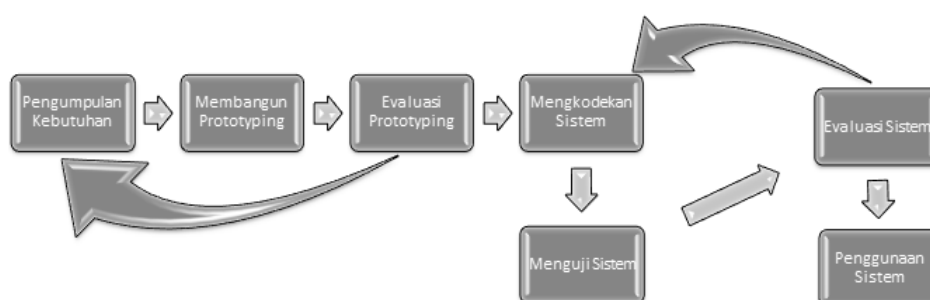 Pengumpulan
Kebutuhan
Membangun
Prototyping
Evaluasi
Prototyping
Mengkodekan
Sistem
Evaluasi Sistem
Menguji Sistem
Penggunaan
Sistem